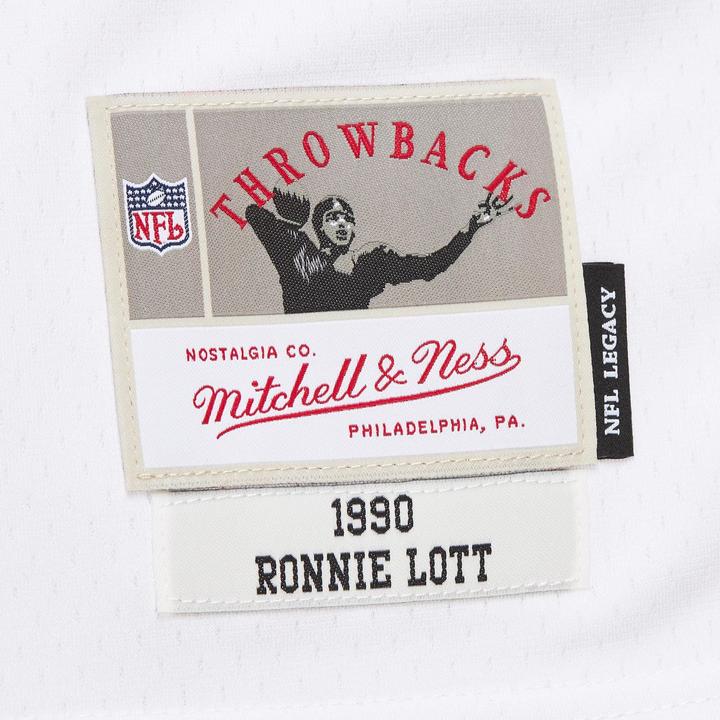 THROWBACKS
NFL
NOSTALGIA CO.
Mitchell & Ness
PHILADELPHIA, PA.
NFL LEGACY
1990
RONNIE LOTT